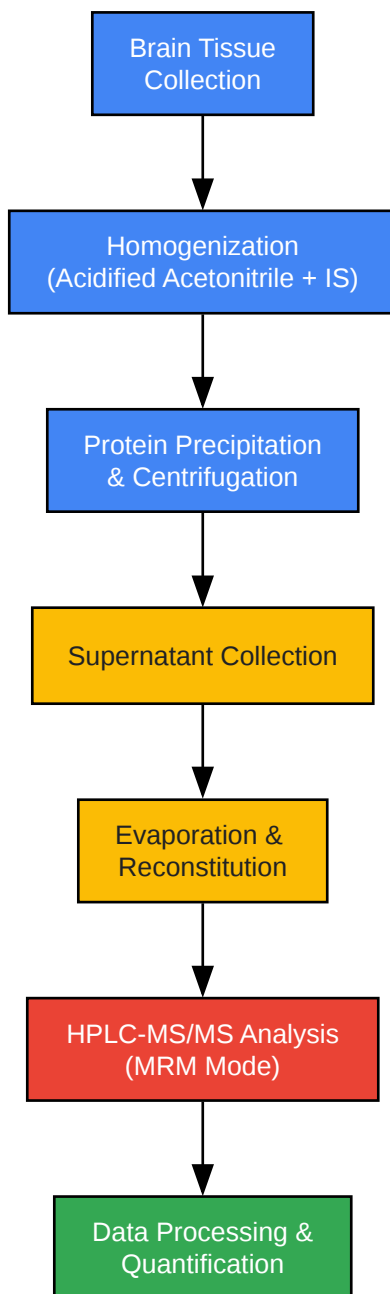 Brain Tissue
Collection
Homogenization
(Acidified Acetonitrile + IS)
Protein Precipitation
& Centrifugation
Supernatant Collection
Evaporation &
Reconstitution
HPLC-MS/MS Analysis
(MRM Mode)
Data Processing &
Quantification